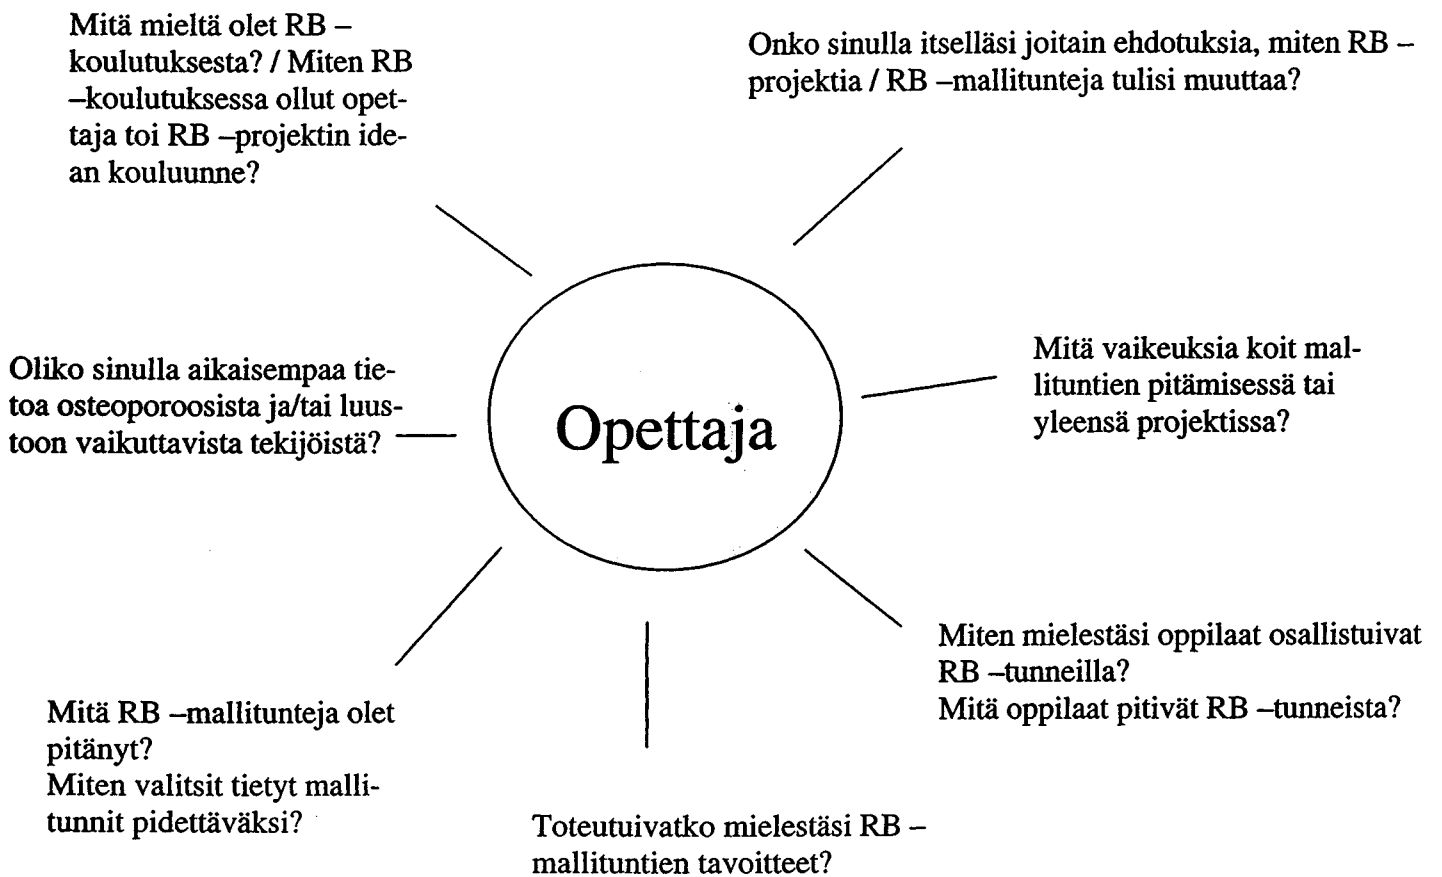 Mitä mieltä olet RB –
koulutuksesta? / Miten RB
–koulutuksessa ollut opet-
taja toi RB –projektin ide-
an kouluunne?
Onko sinulla itselläsi joitain ehdotuksia, miten RB –
projektia / RB –mallitunteja tulisi muuttaa?
Oliko sinulla aikaisempaa tie-
toa osteoporoosista ja/tai luus-
toon vaikuttavista tekijöistä?
Opettaja
Mitä vaikeuksia koit mal-
lituntien pitämisessä tai
yleensä projektissa?
Mitä RB –mallitunteja olet
pitänyt?
Miten valitsit tietyt malli-
tunnit pidettäväksi?
Toteutuivatko mielestäsi RB –
mallituntien tavoitteet?
Miten mielestäsi oppilaat osallistuivat
RB –tunneilla?
Mitä oppilaat pitivät RB –tunneista?